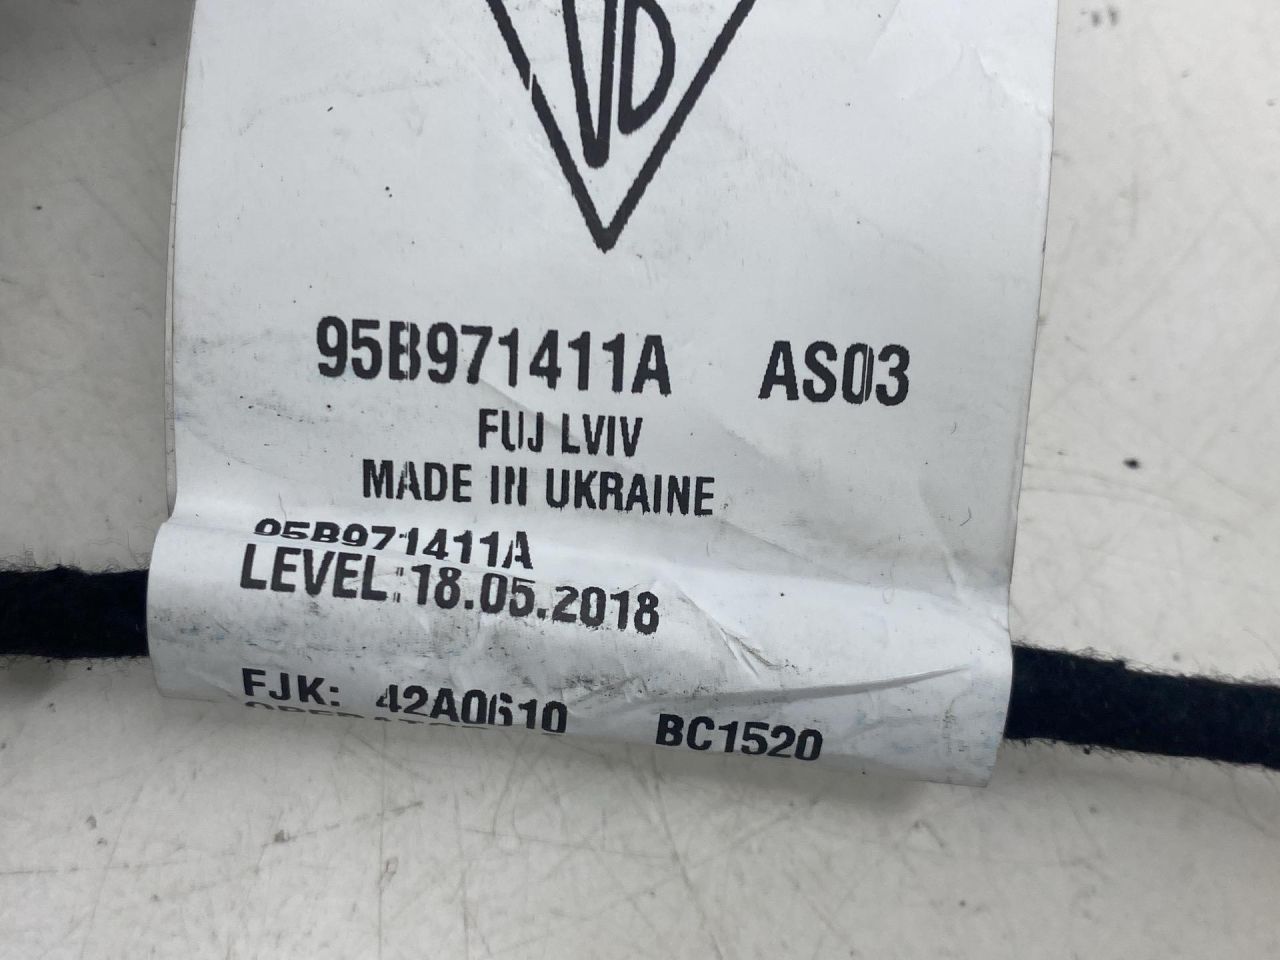 95B971411A AS03
FUJ LVIV
MADE IN UKRAINE
95B971411A
LEVEL:18.05.2018
FJK: 42A0610 BC1520